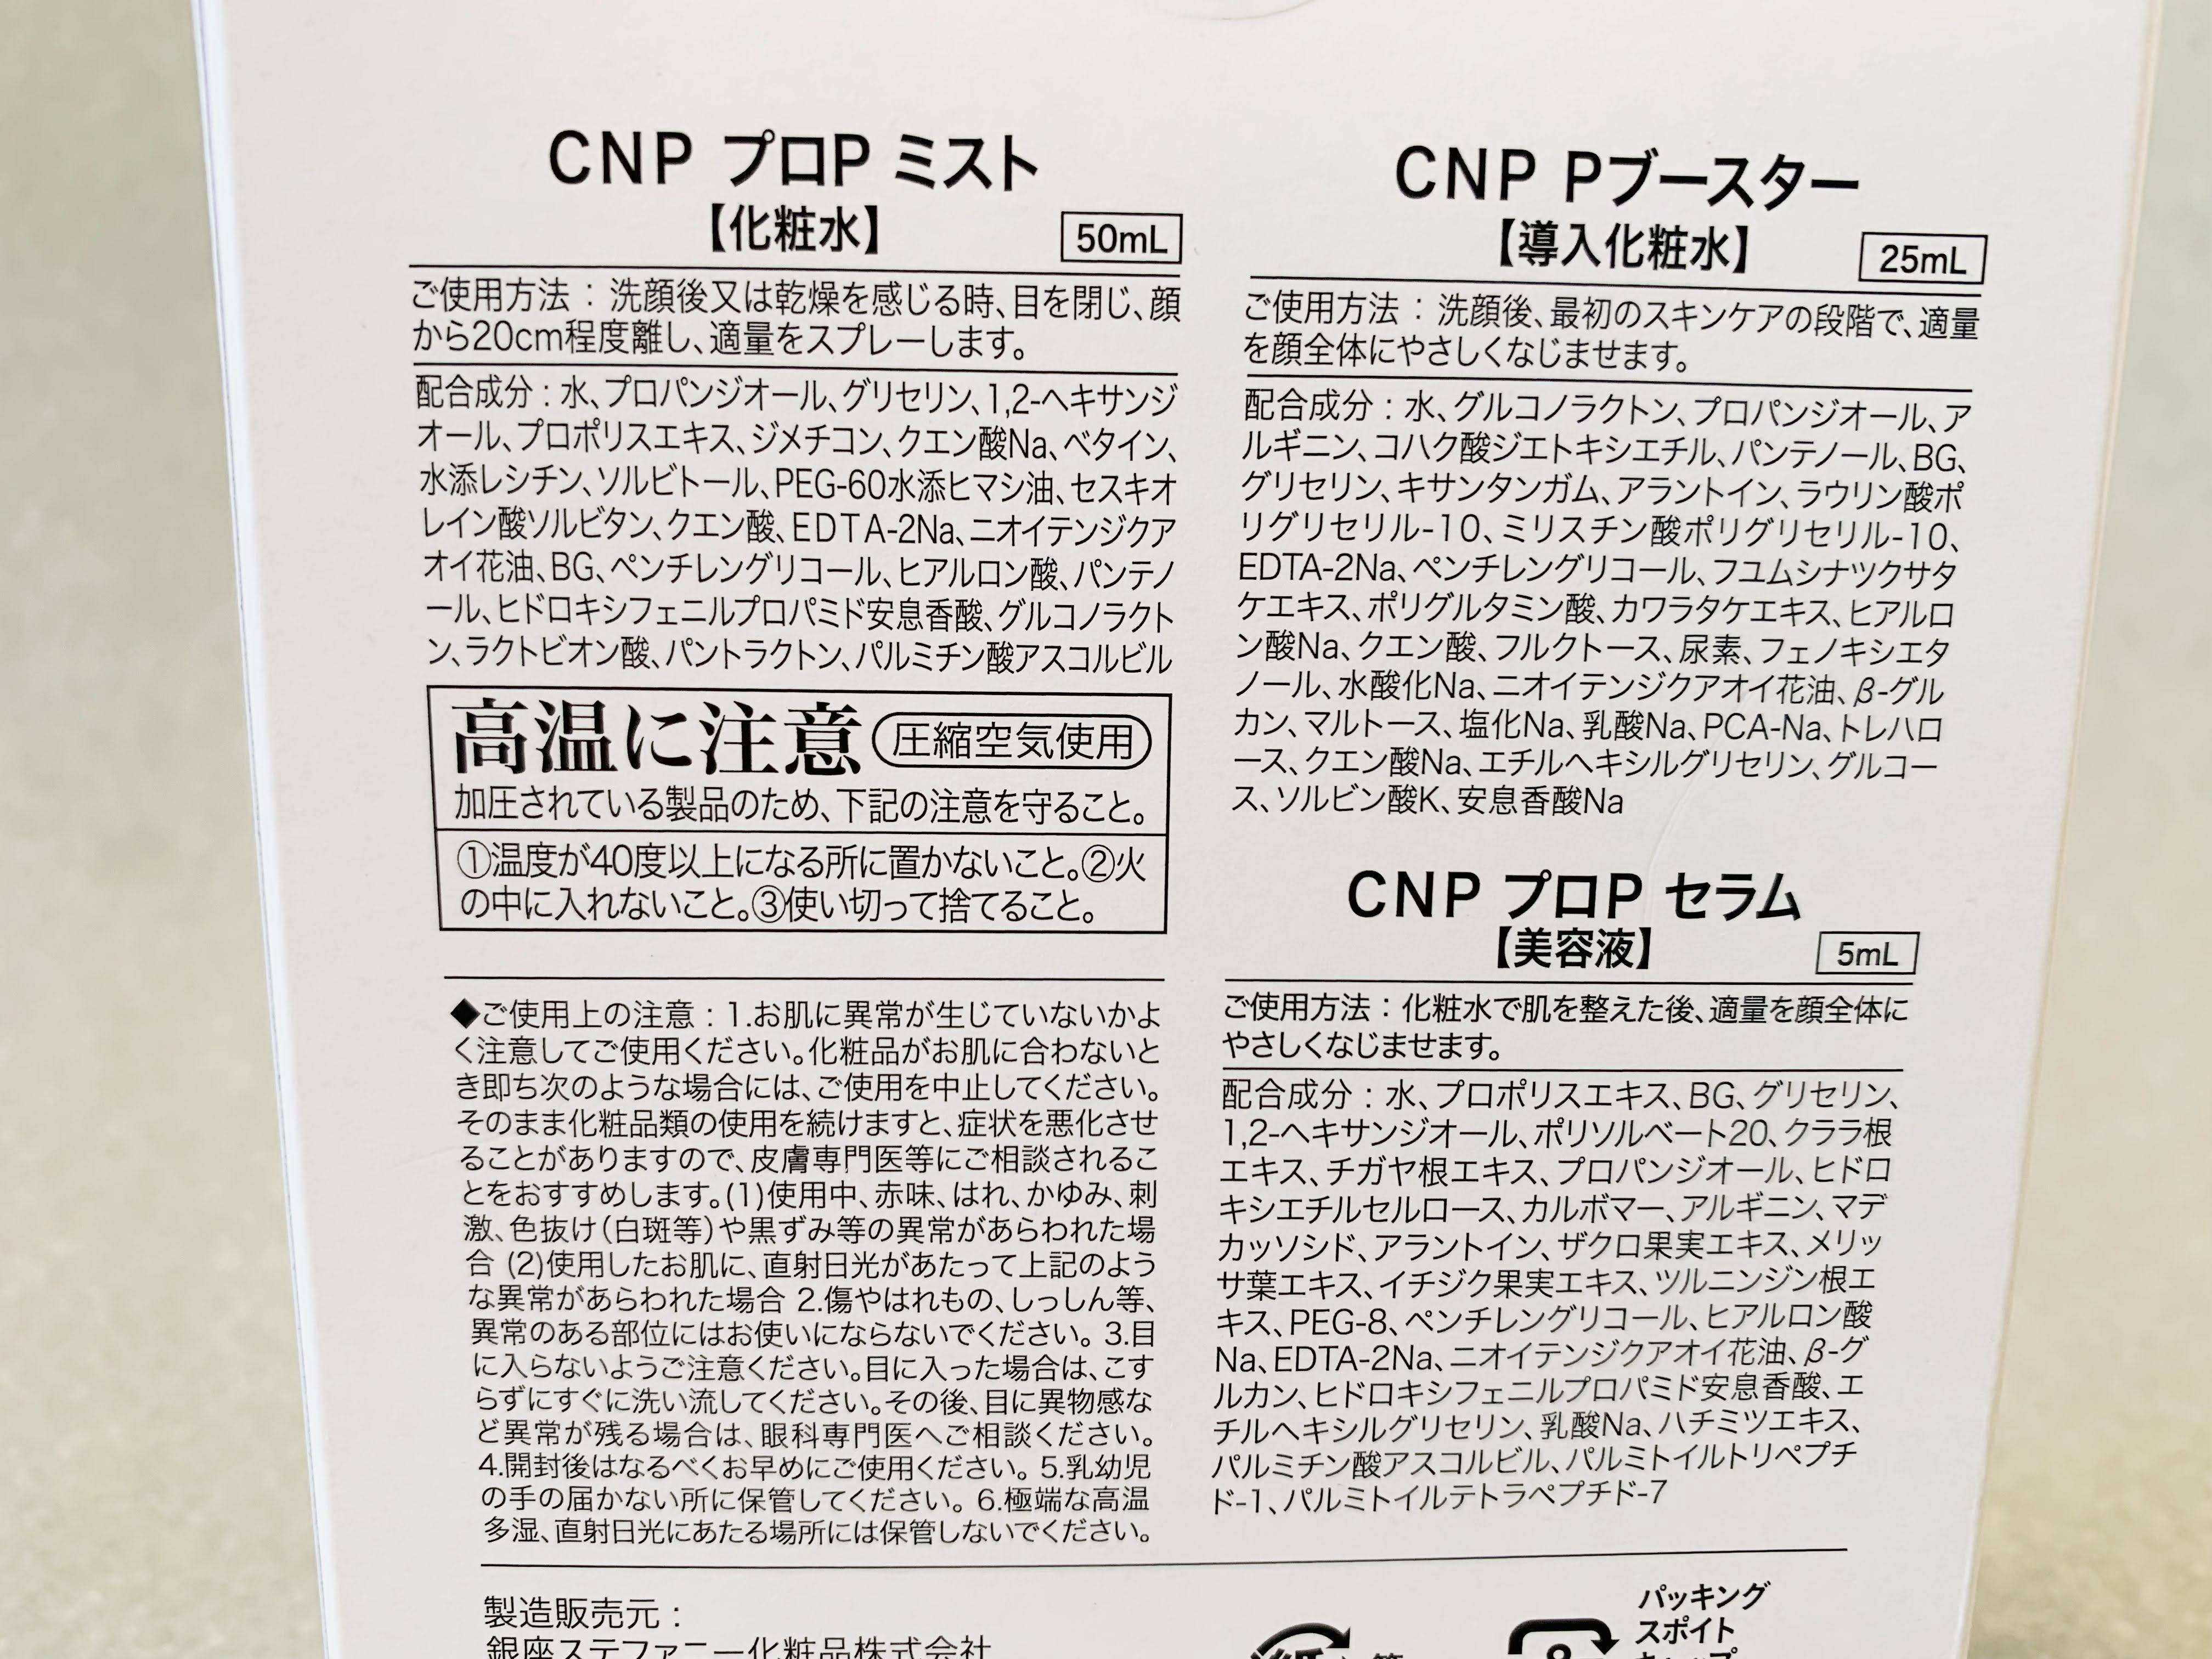 CNP プロP ミスト
【化粧水】
50mL
ご使用方法：洗顔後又は乾燥を感じる時、目を閉じ、顔
から20cm程度離し、適量をスプレーします。
配合成分：水、プロパンジオール、グリセリン、1,2-ヘキサンジ
オール、プロポリスエキス、ジメチコン、クエン酸Na、ベタイン、
水添レシチン、ソルビトール、PEG-60水添ヒマシ油、セスキオ
レイン酸ソルビタン、クエン酸、EDTA-2Na、ニオイテンジクア
オイ花油、BG、ペンチレングリコール、ヒアルロン酸、パンテノ
ール、ヒドロキシフェニルプロパミド安息香酸、グルコノラクト
ン、ラクトビオン酸、パントラクトン、パルミチン酸アスコルビル
高温に注意 圧縮空気使用
加圧されている製品のため、下記の注意を守ること。
①温度が40度以上になる所に置かないこと。②火
の中に入れないこと。③使い切って捨てること。
◆ご使用上の注意：1.お肌に異常が生じていないかよ
く注意してご使用ください。化粧品がお肌に合わないと
き即ち次のような場合には、ご使用を中止してください。
そのまま化粧品類の使用を続けますと、症状を悪化させ
ることがありますので、皮膚専門医等にご相談されるこ
とをおすすめします。(1)使用中、赤味、はれ、かゆみ、刺
激、色抜け(白斑等)や黒ずみ等の異常があらわれた場
合 (2)使用したお肌に、直射日光があたって上記のよう
な異常があらわれた場合 2.傷やはれもの、しっしん等、
異常のある部位にはお使いにならないでください。3.目
に入らないようご注意ください。目に入った場合は、こす
らずにすぐに洗い流してください。その後、目に異物感な
ど異常が残る場合は、眼科専門医へご相談ください。
4.開封後はなるべくお早めにご使用ください。5.乳幼児
の手の届かない所に保管してください。6.極端な高温
多湿、直射日光にあたる場所には保管しないでください。
CNP Pブースター
【導入化粧水】
25mL
ご使用方法：洗顔後、最初のスキンケアの段階で、適量
を顔全体にやさしくなじませます。
配合成分：水、グルコノラクトン、プロパンジオール、ア
ルギニン、コハク酸ジエトキシエチル、パンテノール、BG、
グリセリン、キサンタンガム、アラントイン、ラウリン酸ポ
リグリセリル-10、ミリスチン酸ポリグリセリル-10、
EDTA-2Na、ペンチレングリコール、フユムシナツクサタ
ケエキス、ポリグルタミン酸、カワラタケエキス、ヒアルロ
ン酸Na、クエン酸、フルクトース、尿素、フェノキシエタ
ノール、水酸化Na、ニオイテンジクアオイ花油、β-グル
カン、マルトース、塩化Na、乳酸Na、PCA-Na、トレハロ
ース、クエン酸Na、エチルヘキシルグリセリン、グルコー
ス、ソルビン酸K、安息香酸Na
CNP プロP セラム
【美容液】
5mL
ご使用方法：化粧水で肌を整えた後、適量を顔全体に
やさしくなじませます。
配合成分：水、プロポリスエキス、BG、グリセリン、
1,2-ヘキサンジオール、ポリソルベート20、クララ根
エキス、チガヤ根エキス、プロパンジオール、ヒドロ
キシエチルセルロース、カルボマー、アルギニン、マデ
カッソシド、アラントイン、ザクロ果実エキス、メリッ
サ葉エキス、イチジク果実エキス、ツルニンジン根エ
キス、PEG-8、ペンチレングリコール、ヒアルロン酸
Na、EDTA-2Na、ニオイテンジクアオイ花油、β-グ
ルカン、ヒドロキシフェニルプロパミド安息香酸、エ
チルヘキシルグリセリン、乳酸Na、ハチミツエキス、
パルミチン酸アスコルビル、パルミトイルトリペプチ
ド-1、パルミトイルテトラペプチド-7
製造販売元：
銀座ステファニー化粧品株式会社
パッキング
スポイト